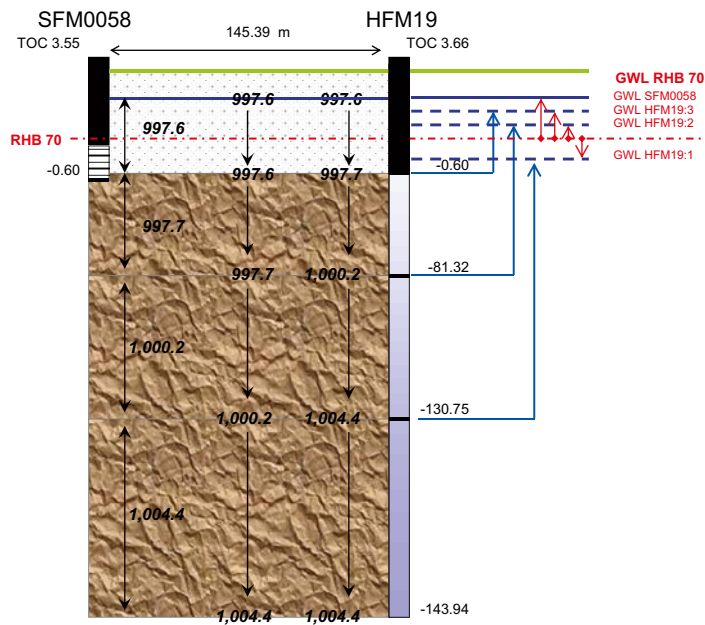 SFM0058 HFM19
TOC 3.55 145.39 m TOC 3.66
GWL RHB 70
997.6 997.6 GWL SFM0058
GWL HFM19:3
997.6 GWL HFM19:2
RHB 70
GWL HFM19:1
-0.60 997.6 997.7 -0.60
997.7
997.7 1,000.2 -81.32
1,000.2
1,000.2 1,004.4 -130.75
1,004.4
1,004.4 1,004.4 -143.94